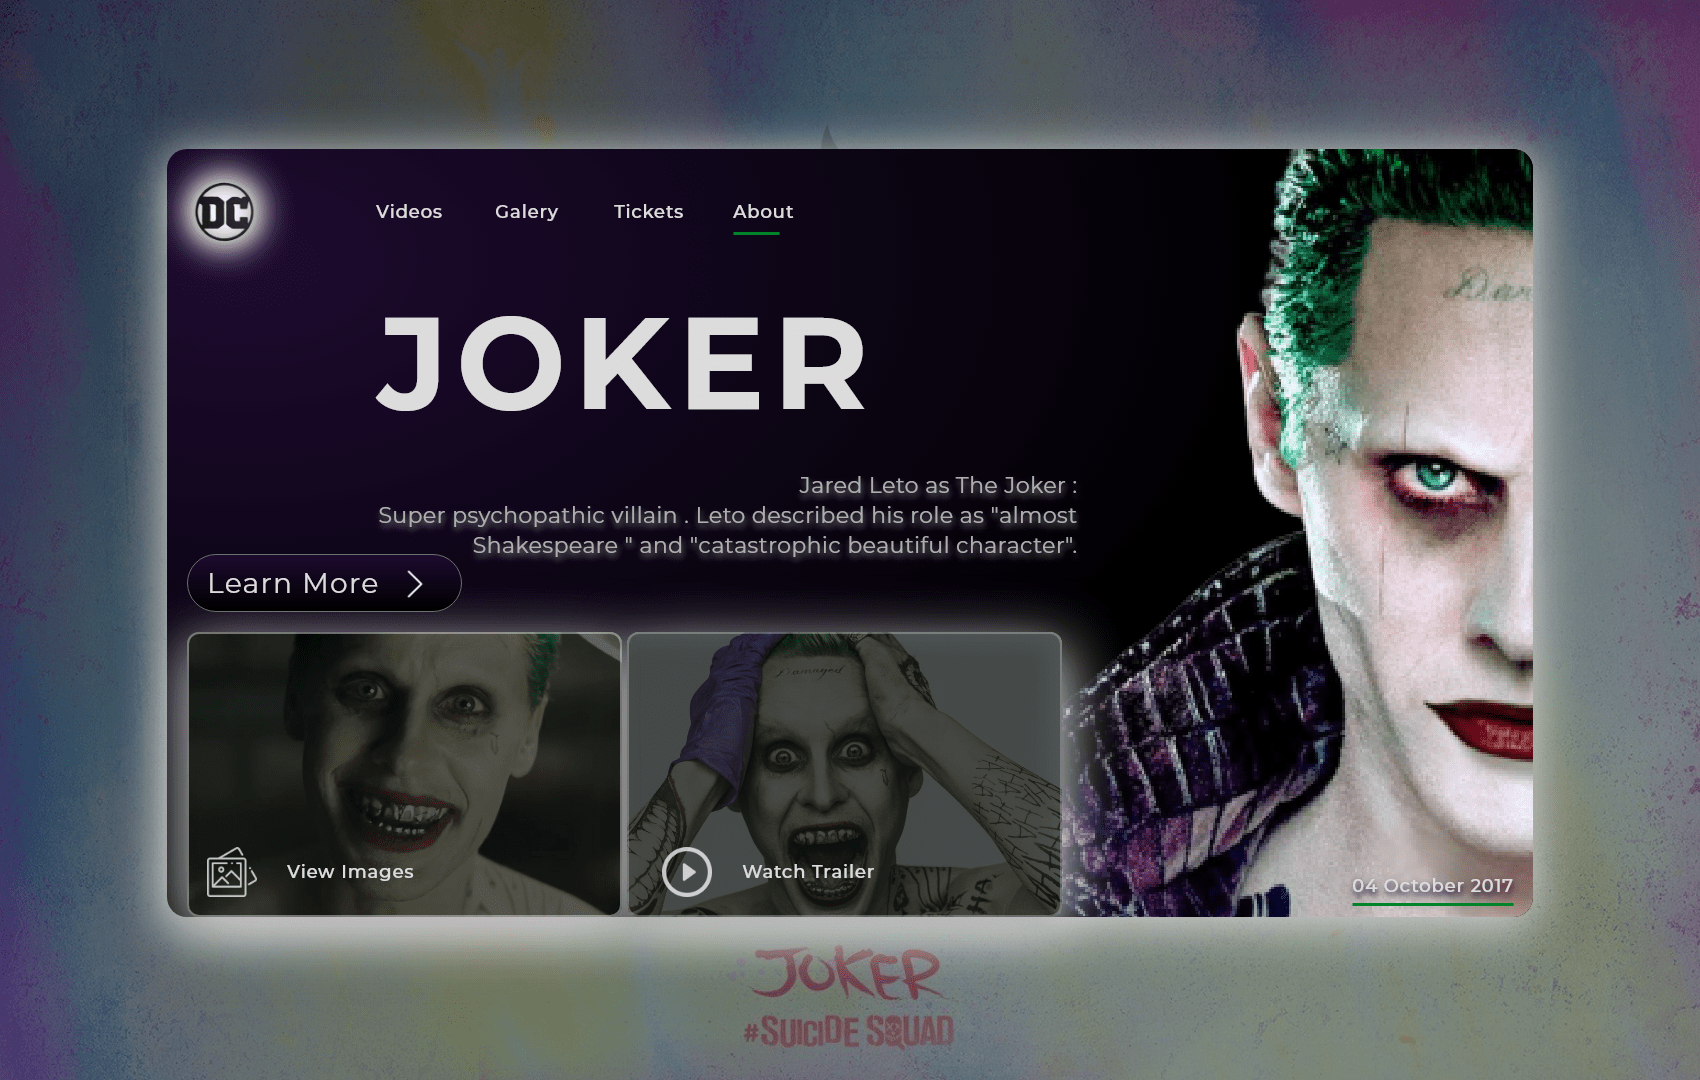 DC
Videos
Galery
Tickets
About
JOKER
Jared Leto as The Joker :
Super psychopathic villain . Leto described his role as "almost
Shakespeare " and "catastrophic beautiful character".
Learn More
Damaged
View Images
Watch Trailer
04 October 2017
JOKER
#SUICIDE SQUAD